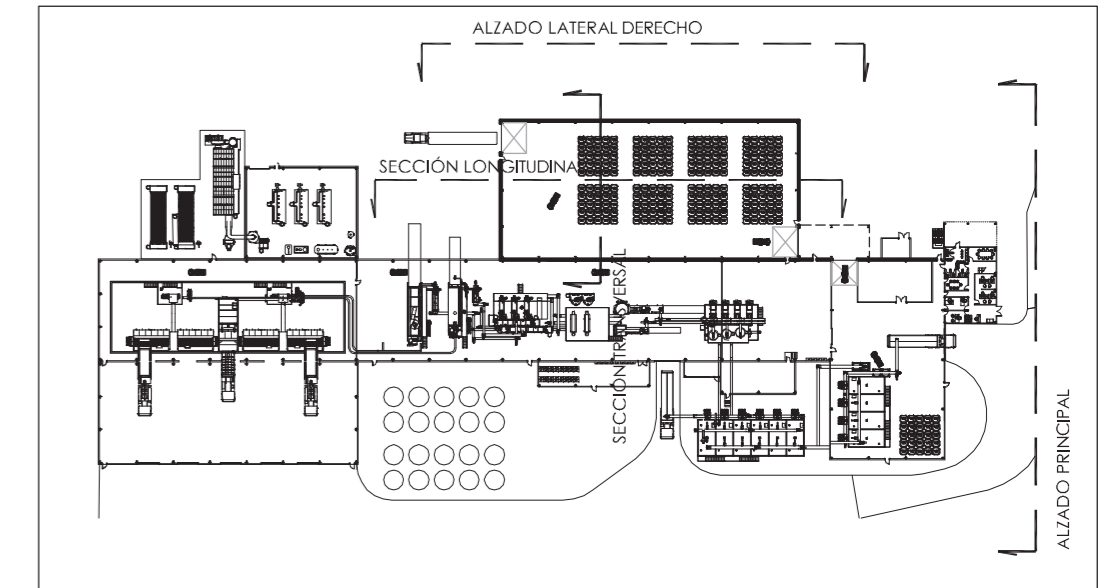 ALZADO LATERAL DERECHO
SECCIÓN LONGITUDINA
SECCIÓN TRANSVERSAL
ALZADO PRINCIPAL